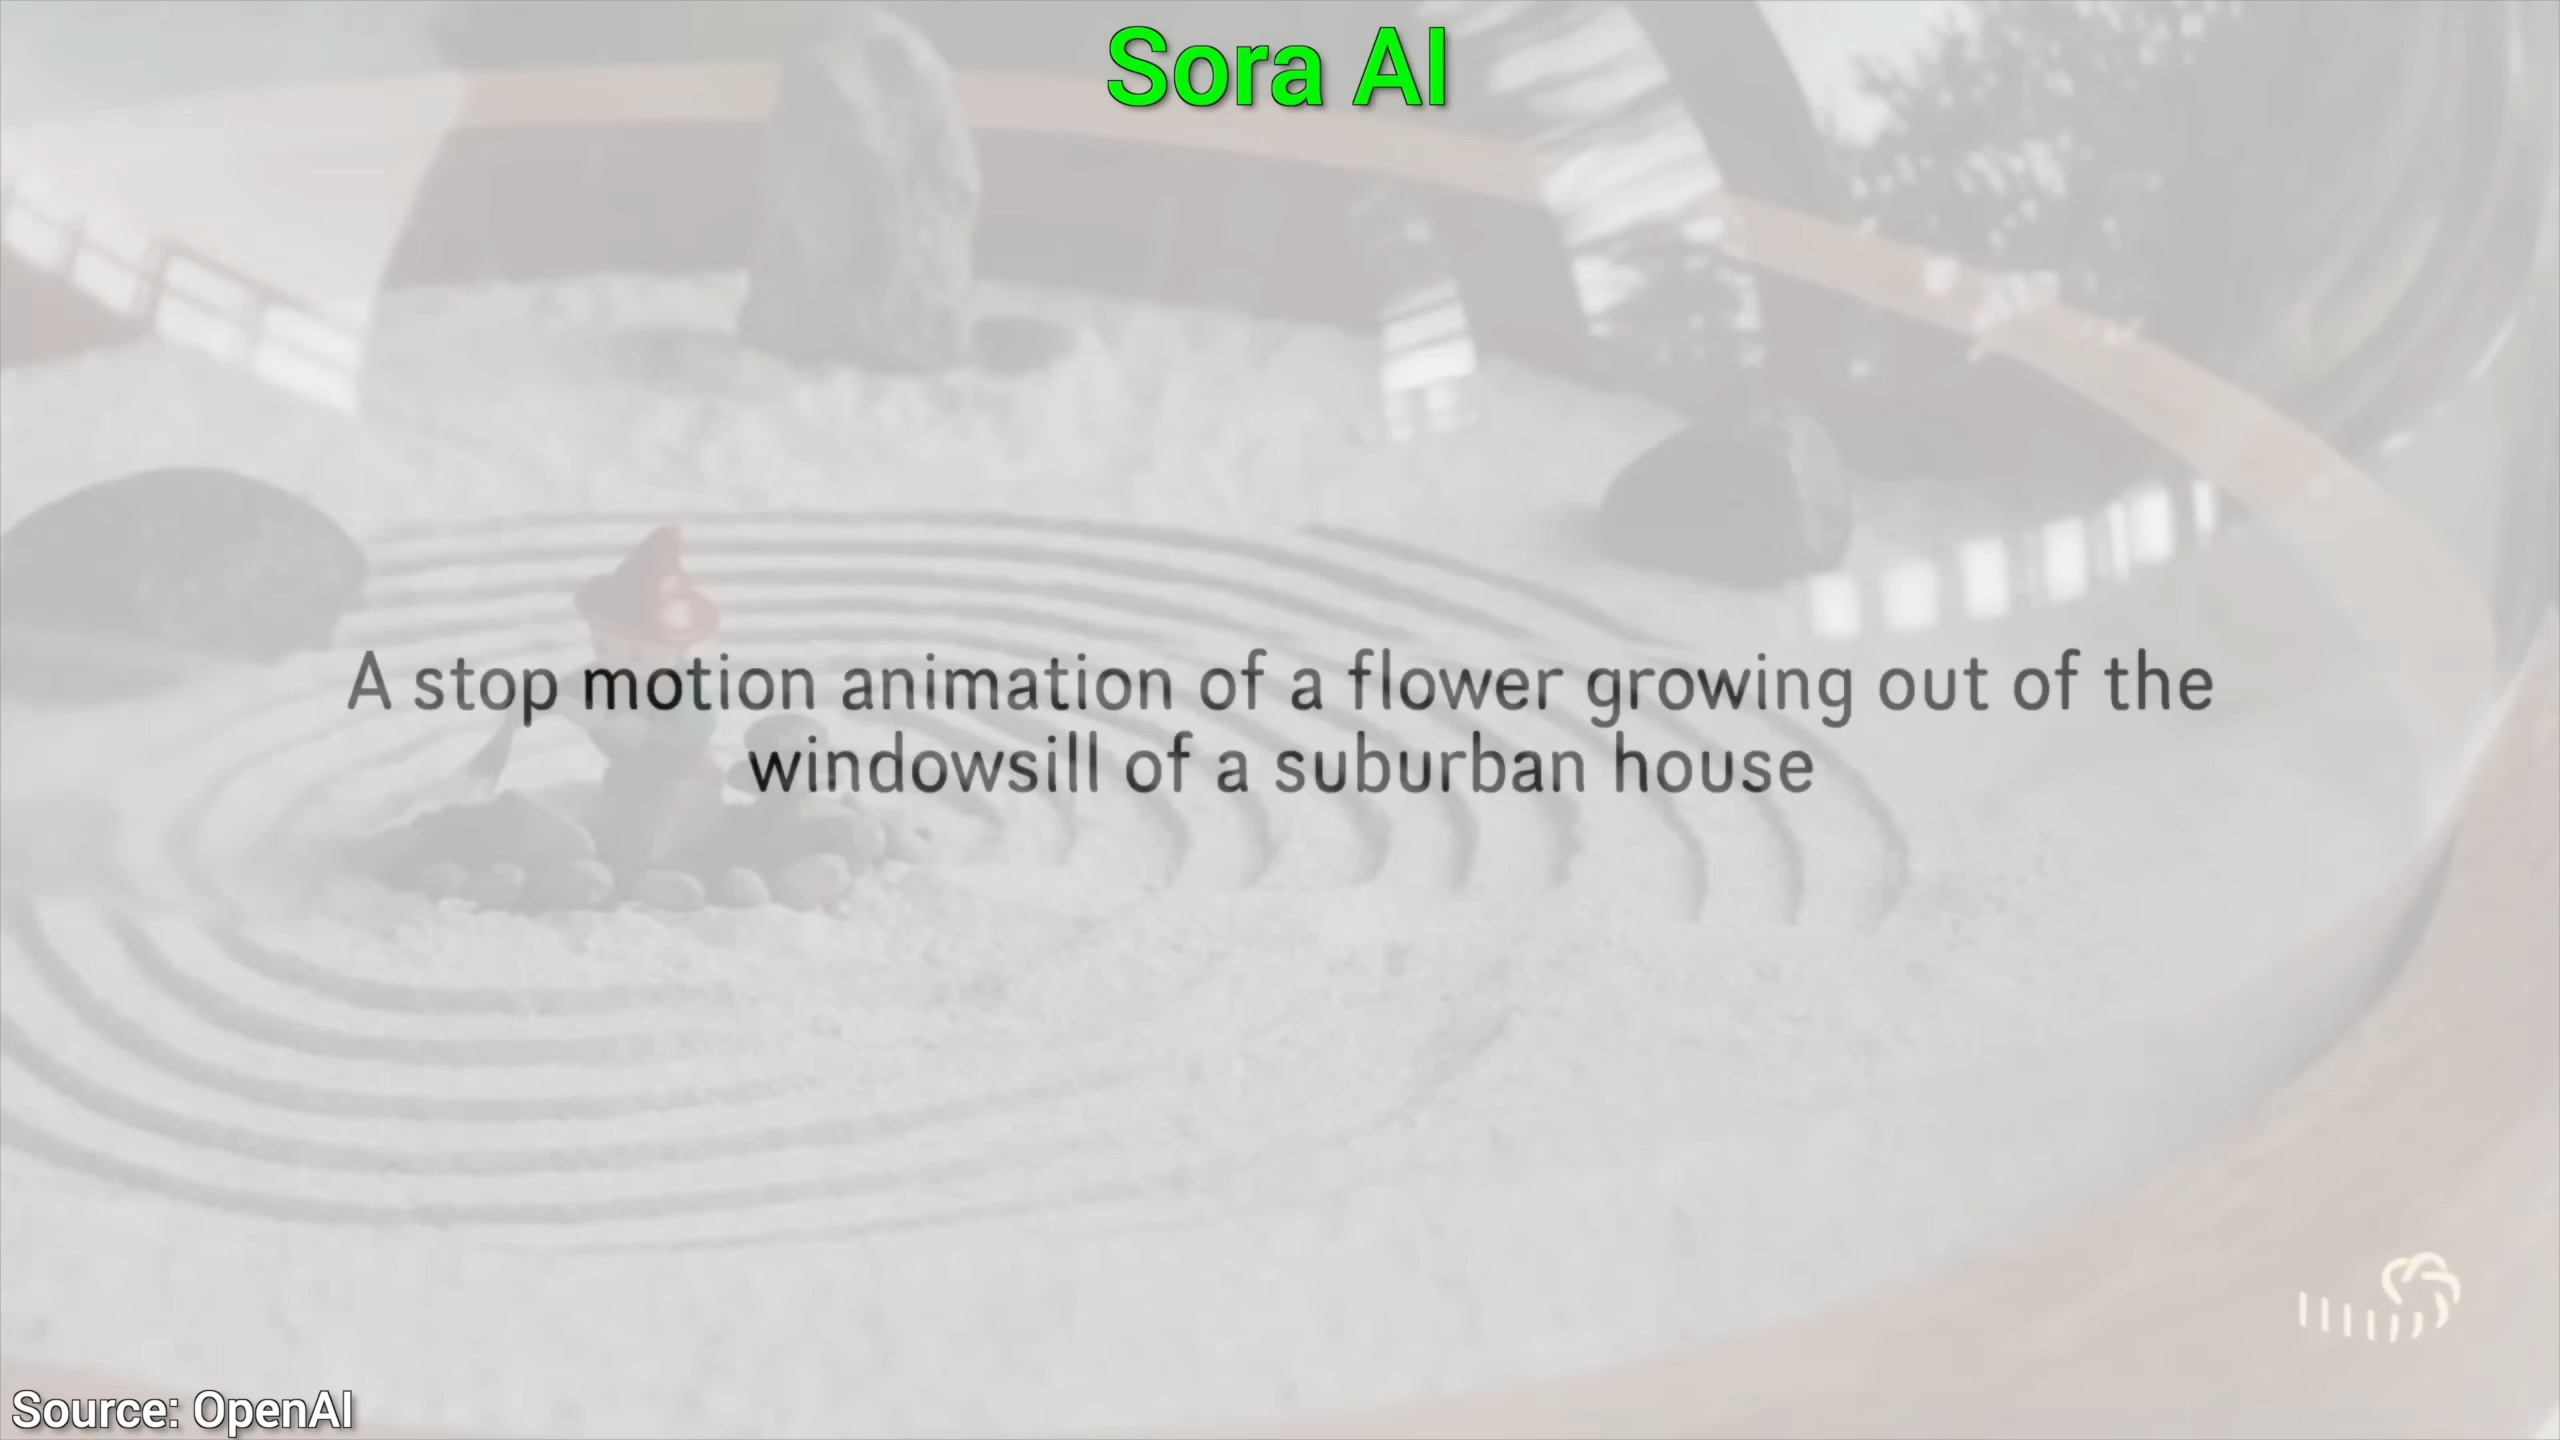 Sora AI
A stop motion animation of a flower growing out of the
windowsill of a suburban house
Source: OpenAI